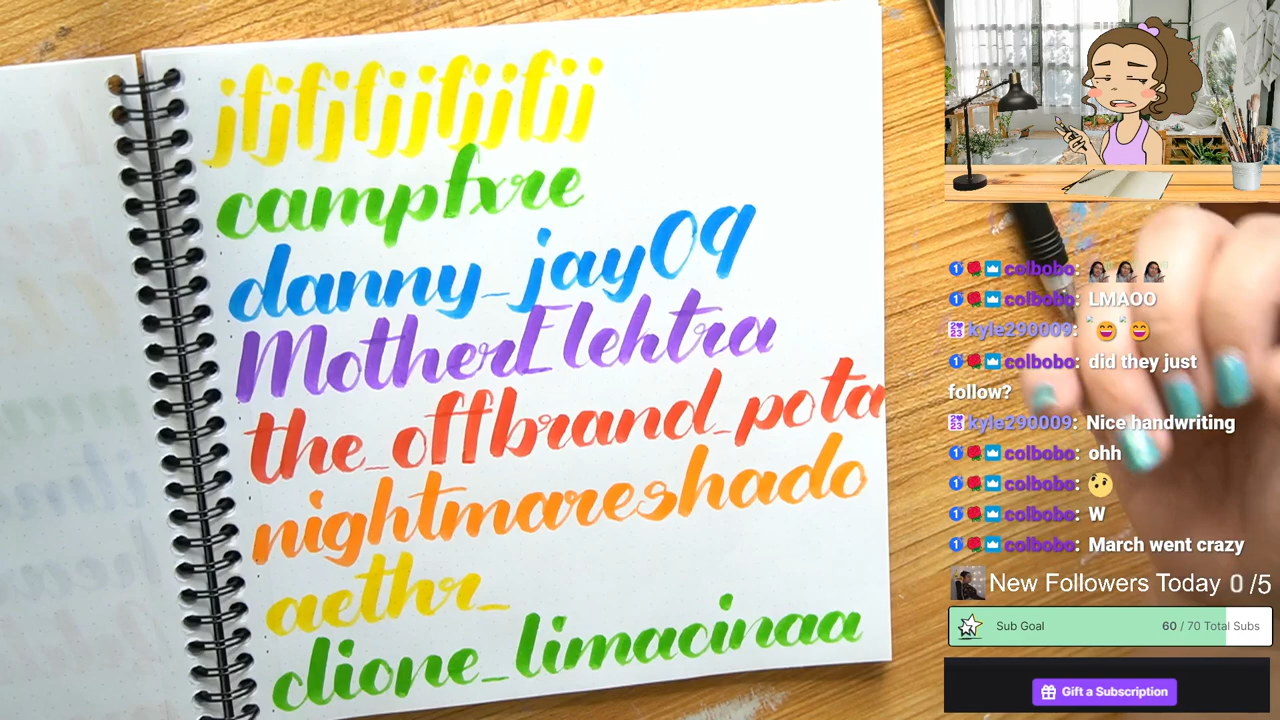 jfjfjfjjfjjfjj
campfxre
danny_jay09
MotherElektra
the_offbrand_pota
nightmareshado
aethr_
clione_limacinaa
colbobo:
colbobo: LMAOO
kyle290009:
colbobo: did they just
follow?
kyle290009: Nice handwriting
colbobo: ohh
colbobo:
colbobo: W
colbobo: March went crazy
New Followers Today 0 /5
Sub Goal 60 / 70 Total Subs
Gift a Subscription